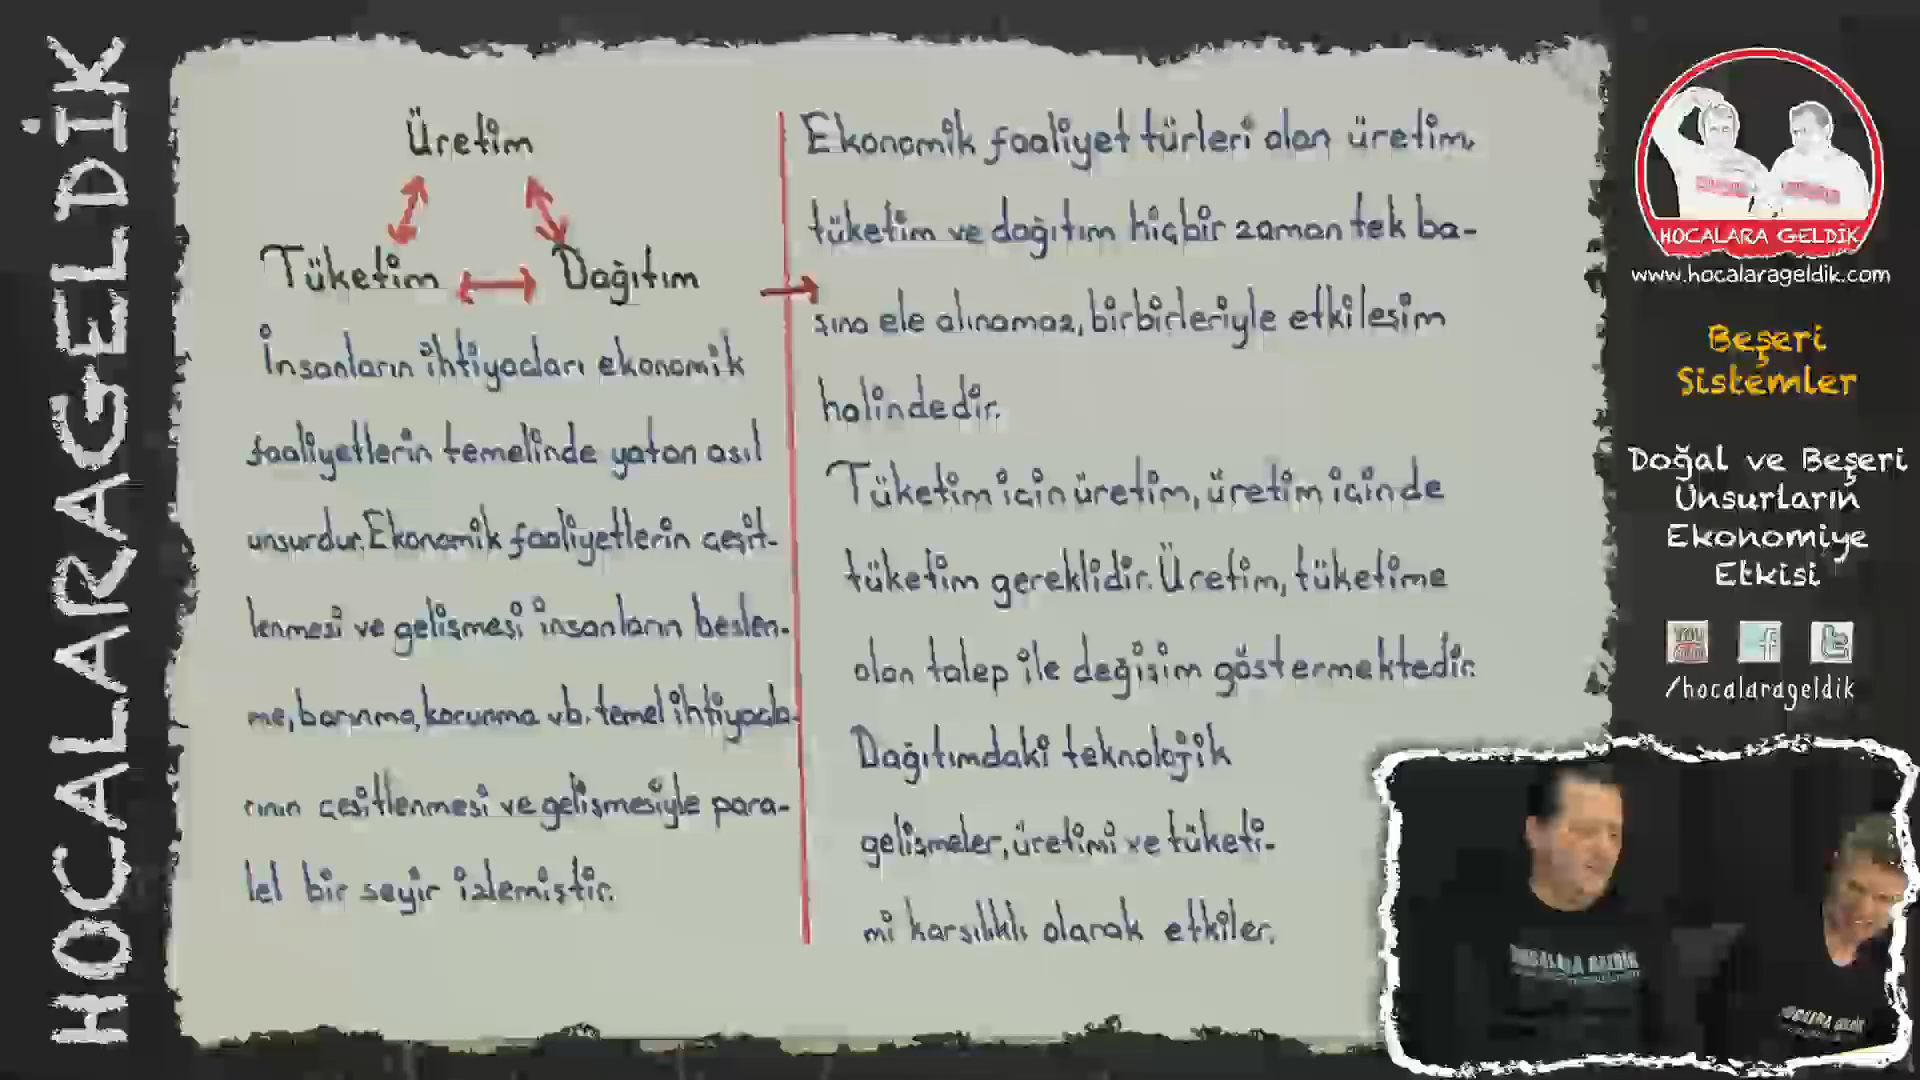 HOCALARAGELDİK
Üretim
Tüketim Dağıtım
İnsanların ihtiyaçları ekonomik
faaliyetlerin temelinde yatan asıl
unsurdur. Ekonomik faaliyetlerin çeşit-
lenmesi ve gelişmesi insanların beslen-
me, barınma, korunma vb. temel ihtiyaçla-
rının çeşitlenmesi ve gelişmesiyle para-
lel bir seyir izlemiştir.
Ekonomik faaliyet türleri olan üretim,
tüketim ve dağıtım hiçbir zaman tek ba-
şına ele alınamaz, birbirleriyle etkileşim
halindedir.
Tüketim için üretim, üretim için de
tüketim gereklidir. Üretim, tüketime
olan talep ile değişim göstermektedir.
Dağıtımdaki teknolojik
gelişmeler, üretimi ve tüketi-
mi karşılıklı olarak etkiler.
HOCALARA GELDİK
www.hocalarageldik.com
Beşeri
Sistemler
Doğal ve Beşeri
Unsurların
Ekonomiye
Etkisi
You
f t
/hocalarageldik
HOCALARA GELDİK